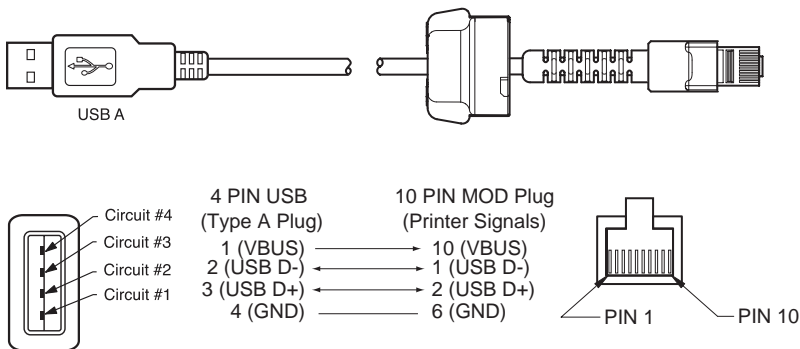 USB A
Circuit #4
Circuit #3
Circuit #2
Circuit #1
4 PIN USB
(Type A Plug)
1 (VBUS)
2 (USB D-)
3 (USB D+)
4 (GND)
10 PIN MOD Plug
(Printer Signals)
10 (VBUS)
1 (USB D-)
2 (USB D+)
6 (GND)
PIN 1
PIN 10